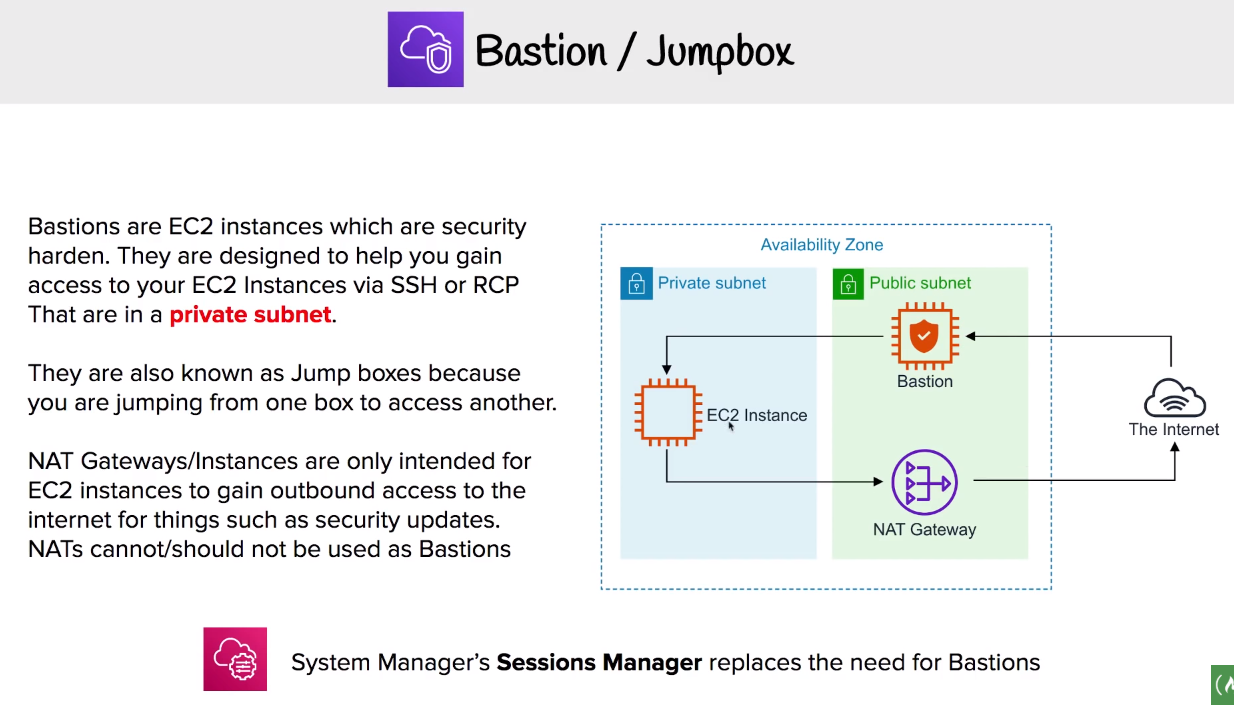 Bastion / Jumpbox
Bastions are EC2 instances which are security
harden. They are designed to help you gain
access to your EC2 Instances via SSH or RCP
That are in a private subnet.
They are also known as Jump boxes because
you are jumping from one box to access another.
NAT Gateways/Instances are only intended for
EC2 instances to gain outbound access to the
internet for things such as security updates.
NATs cannot/should not be used as Bastions
Availability Zone
Private subnet
Public subnet
Bastion
EC2 Instance
The Internet
NAT Gateway
System Manager's Sessions Manager replaces the need for Bastions